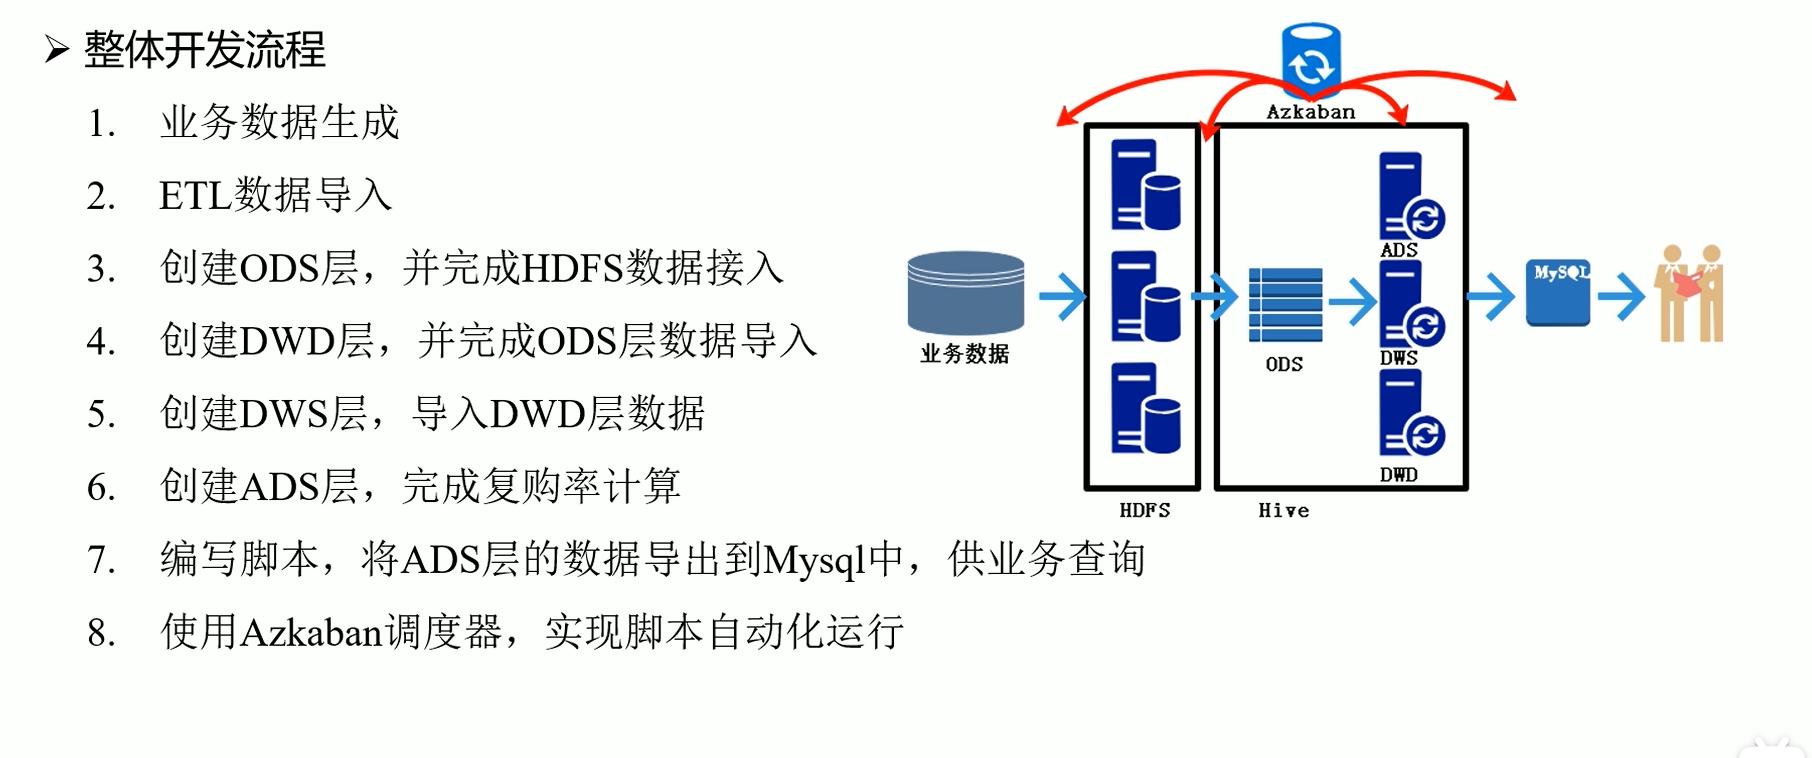 ➢ 整体开发流程
1. 业务数据生成
2. ETL数据导入
3. 创建ODS层，并完成HDFS数据接入
4. 创建DWD层，并完成ODS层数据导入
5. 创建DWS层，导入DWD层数据
6. 创建ADS层，完成复购率计算
7. 编写脚本，将ADS层的数据导出到Mysql中，供业务查询
8. 使用Azkaban调度器，实现脚本自动化运行
Azkaban
业务数据
HDFS
ODS
ADS
DWS
DWD
Hive
MySQL